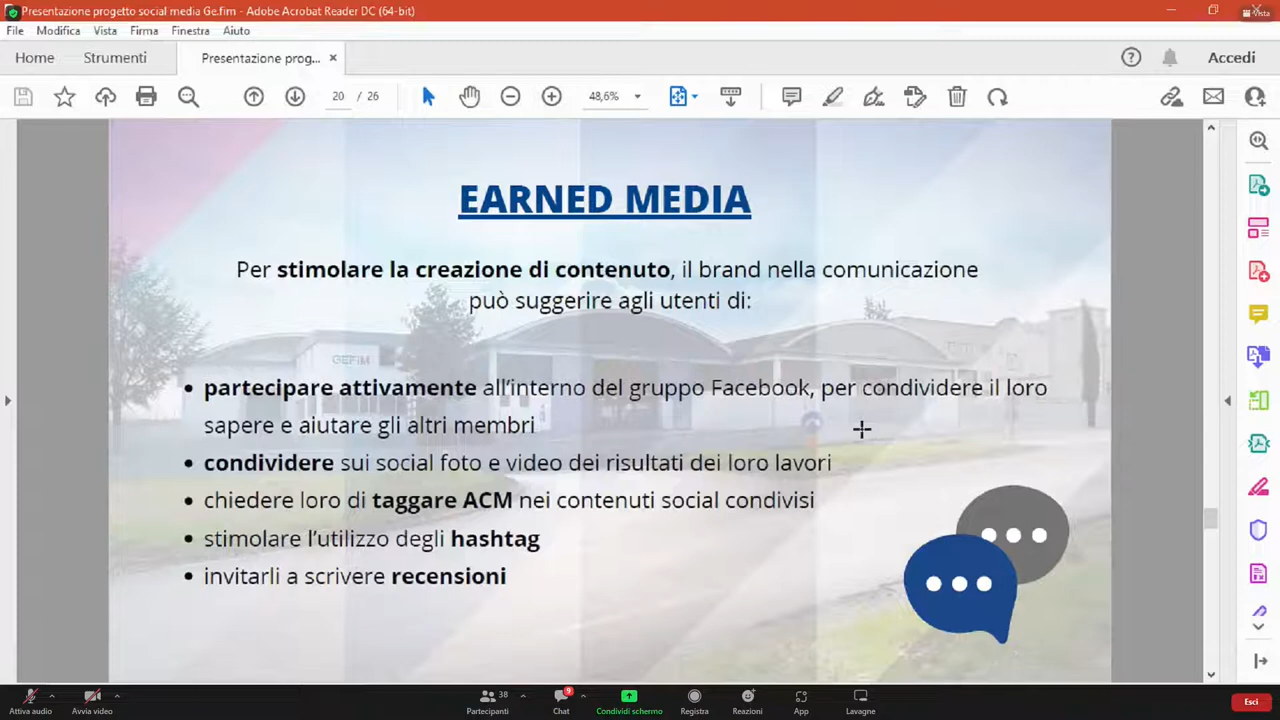 Presentazione progetto social media Ge.fim - Adobe Acrobat Reader DC (64-bit)
Vista
File Modifica Vista Firma Finestra Aiuto
Home Strumenti Presentazione prog... Accedi
20 / 26 48,6%
EARNED MEDIA
Per stimolare la creazione di contenuto, il brand nella comunicazione
può suggerire agli utenti di:
GEFIM
• partecipare attivamente all’interno del gruppo Facebook, per condividere il loro
sapere e aiutare gli altri membri
• condividere sui social foto e video dei risultati dei loro lavori
• chiedere loro di taggare ACM nei contenuti social condivisi
• stimolare l’utilizzo degli hashtag
• invitarli a scrivere recensioni
38 9
Attiva audio Avvia video Partecipanti Chat Condividi schermo Registra Reazioni App Lavagne Esci